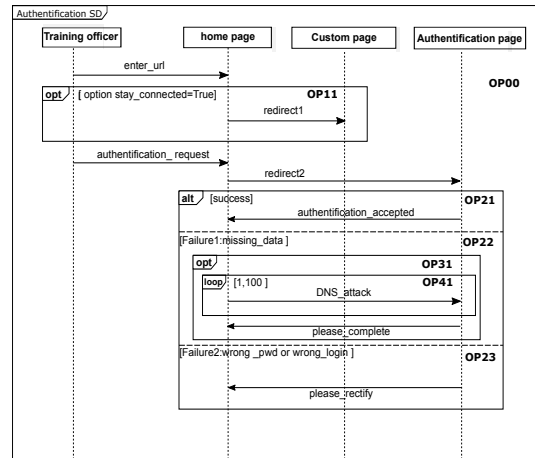 Authentification SD
Training officer home page Custom page Authentification page
enter_url
OP00
opt [ option stay_connected=True] OP11
redirect1
authentification_ request
redirect2
alt [success] OP21
authentification_accepted
[Failure1:missing_data ] OP22
opt OP31
loop [1,100 ] OP41
DNS_attack
please_complete
[Failure2:wrong _pwd or wrong_login ] OP23
please_rectify